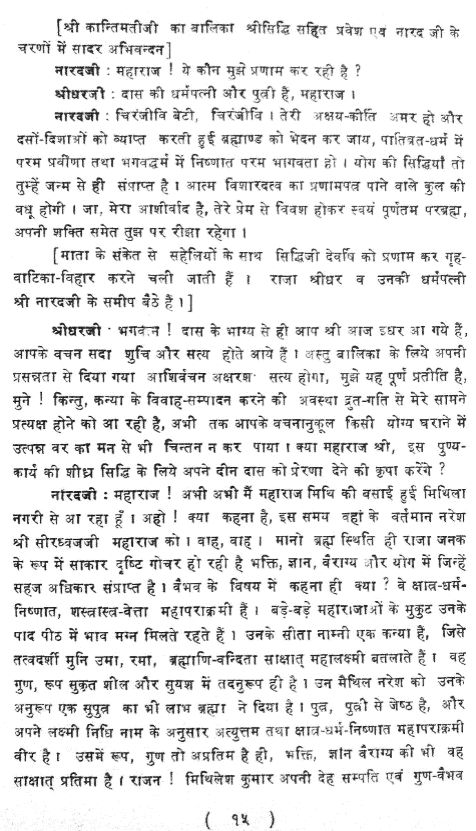 [श्री कान्तिमतीजी का बालिका श्रीसिद्धि सहित प्रवेश एवं नारद जी के
चरणों में सादर अभिवन्दन]
नारदजी : महाराज ! ये कौन मुझे प्रणाम कर रही है ?
श्रीधरजी : दास की धर्मपत्नी और पुत्री हैं, महाराज ।
नारदजी : चिरंजीवि बेटी, चिरंजीवि । तेरी अक्षय-कीर्ति अमर हो और
दसों-दिशाओं को व्याप्त करती हुई ब्रह्माण्ड को भेदन कर जाय, पातिव्रत-धर्म में
परम प्रवीणा तथा भगवद्धर्म में निष्णात परम भागवता हो । योग की सिद्धियाँ तो
तुम्हें जन्म से ही संप्राप्त है । आत्म विशारदत्व का प्रणामपत्र पाने वाले कुल की
वधू होगी । जा, मेरा आशीर्वाद है, तेरे प्रेम से विवश होकर स्वयं पूर्णतम परब्रह्म,
अपनी शक्ति समेत तुझ पर रीझा रहेगा ।
[माता के संकेत से सहेलियों के साथ सिद्धिजी देवर्षि को प्रणाम कर गृह-
वाटिका-विहार करने चली जाती हैं । राजा श्रीधर व उनकी धर्मपत्नी
श्री नारदजी के समीप बैठे हैं ।]
श्रीधरजी : भगवन ! दास के भाग्य से ही आप श्री आज इधर आ गये हैं,
आपके वचन सदा शुचि और सत्य होते आये हैं । अस्तु बालिका के लिये अपनी
प्रसन्नता से दिया गया आशिर्वचन अक्षरशः सत्य होगा, मुझे यह पूर्ण प्रतीति है,
मुने ! किन्तु, कन्या के विवाह-सम्पादन करने की अवस्था द्रुत-गति से मेरे सामने
प्रत्यक्ष होने को आ रही है, अभी तक आपके वचनानुकूल किसी योग्य घराने में
उत्पन्न वर का मन से भी चिन्तन न कर पाया । क्या महाराज श्री, इस पुण्य-
कार्य की शीघ्र सिद्धि के लिये अपने दीन दास को प्रेरणा देने की कृपा करेंगे ?
नारदजी : महाराज ! अभी अभी मैं महाराज मिथि की बसाई हुई मिथिला
नगरी से आ रहा हूँ । अहो ! क्या कहना है, इस समय वहां के वर्तमान नरेश
श्री सीरध्वजजी महाराज को । वाह, वाह । मानो ब्रह्म स्थिति ही राजा जनक
के रूप में साकार दृष्टि गोचर हो रही है भक्ति, ज्ञान, वैराग्य और योग में जिन्हें
सहज अधिकार संप्राप्त है । वैभव के विषय में कहना ही क्या ? वे क्षात्र-धर्म-
निष्णात, शस्त्रास्त्र-वेत्ता महापराक्रमी हैं । बड़े-बड़े महाराजाओं के मुकुट उनके
पाद पीठ में भाव मग्न मिलते रहते हैं । उनके सीता नाम्नी एक कन्या है, जिसे
तत्वदर्शी मुनि उमा, रमा, ब्रह्माणि-वन्दिता साक्षात् महालक्ष्मी बतलाते हैं । वह
गुण, रूप सुकृत शील और सुयश में तदनुरूप ही है । उन मैथिल नरेश को उनके
अनुरूप एक सुपुत्र का भी लाभ ब्रह्मा ने दिया है । पुत्र, पुत्री से जेष्ठ है, और
अपने लक्ष्मी निधि नाम के अनुसार अत्युत्तम तथा क्षात्र-धर्म-निष्णात महापराक्रमी
वीर है । उसमें रूप, गुण तो अप्रतिम है ही, भक्ति, ज्ञान वैराग्य की भी वह
साक्षात् प्रतिमा है । राजन ! मिथिलेश कुमार अपनी देह सम्पति एवं गुण-वैभव
( १५ )